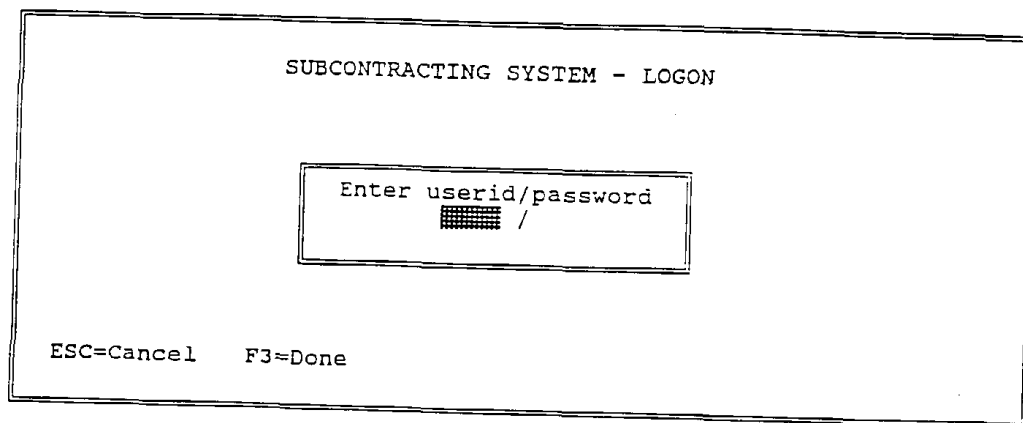 SUBCONTRACTING SYSTEM - LOGON
Enter userid/password
/
ESC=Cancel F3=Done